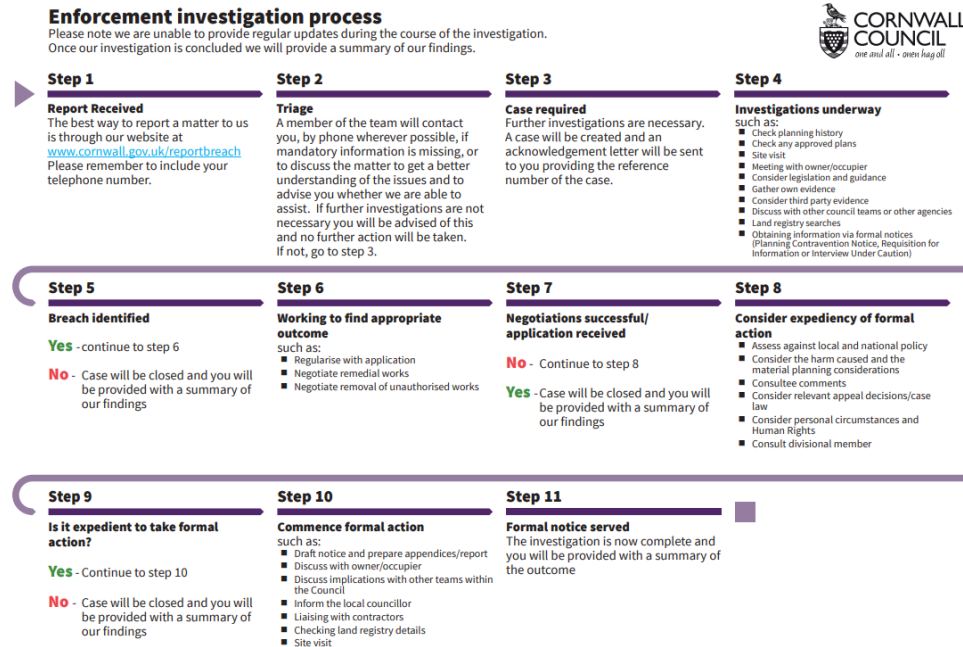 Enforcement investigation process
Please note we are unable to provide regular updates during the course of the investigation.
Once our investigation is concluded we will provide a summary of our findings.
CORNWALL
COUNCIL
one and all • onen hag oll
Step 1
Report Received
The best way to report a matter to us
is through our website at
www.cornwall.gov.uk/reportbreach
Please remember to include your
telephone number.
Step 2
Triage
A member of the team will contact
you, by phone wherever possible, if
mandatory information is missing, or
to discuss the matter to get a better
understanding of the issues and to
advise you whether we are able to
assist. If further investigations are not
necessary you will be advised of this
and no further action will be taken.
If not, go to step 3.
Step 3
Case required
Further investigations are necessary.
A case will be created and an
acknowledgement letter will be sent
to you providing the reference
number of the case.
Step 4
Investigations underway
such as:
■ Check planning history
■ Check any approved plans
■ Site visit
■ Meeting with owner/occupier
■ Consider legislation and guidance
■ Gather own evidence
■ Consider third party evidence
■ Discuss with other council teams or other agencies
■ Land registry searches
■ Obtaining information via formal notices
(Planning Contravention Notice, Requisition for
Information or Interview Under Caution)
Step 5
Breach identified
Yes - continue to step 6
No - Case will be closed and you will
be provided with a summary of
our findings
Step 6
Working to find appropriate
outcome
such as:
■ Regularise with application
■ Negotiate remedial works
■ Negotiate removal of unauthorised works
Step 7
Negotiations successful/
application received
No - Continue to step 8
Yes - Case will be closed and you will
be provided with a summary of
our findings
Step 8
Consider expediency of formal
action
■ Assess against local and national policy
■ Consider the harm caused and the
material planning considerations
■ Consultee comments
■ Consider relevant appeal decisions/case
law
■ Consider personal circumstances and
Human Rights
■ Consult divisional member
Step 9
Is it expedient to take formal
action?
Yes - Continue to step 10
No - Case will be closed and you will
be provided with a summary of
our findings
Step 10
Commence formal action
such as:
■ Draft notice and prepare appendices/report
■ Discuss with owner/occupier
■ Discuss implications with other teams within
the Council
■ Inform the local councillor
■ Liaising with contractors
■ Checking land registry details
■ Site visit
Step 11
Formal notice served
The investigation is now complete and
you will be provided with a summary of
the outcome